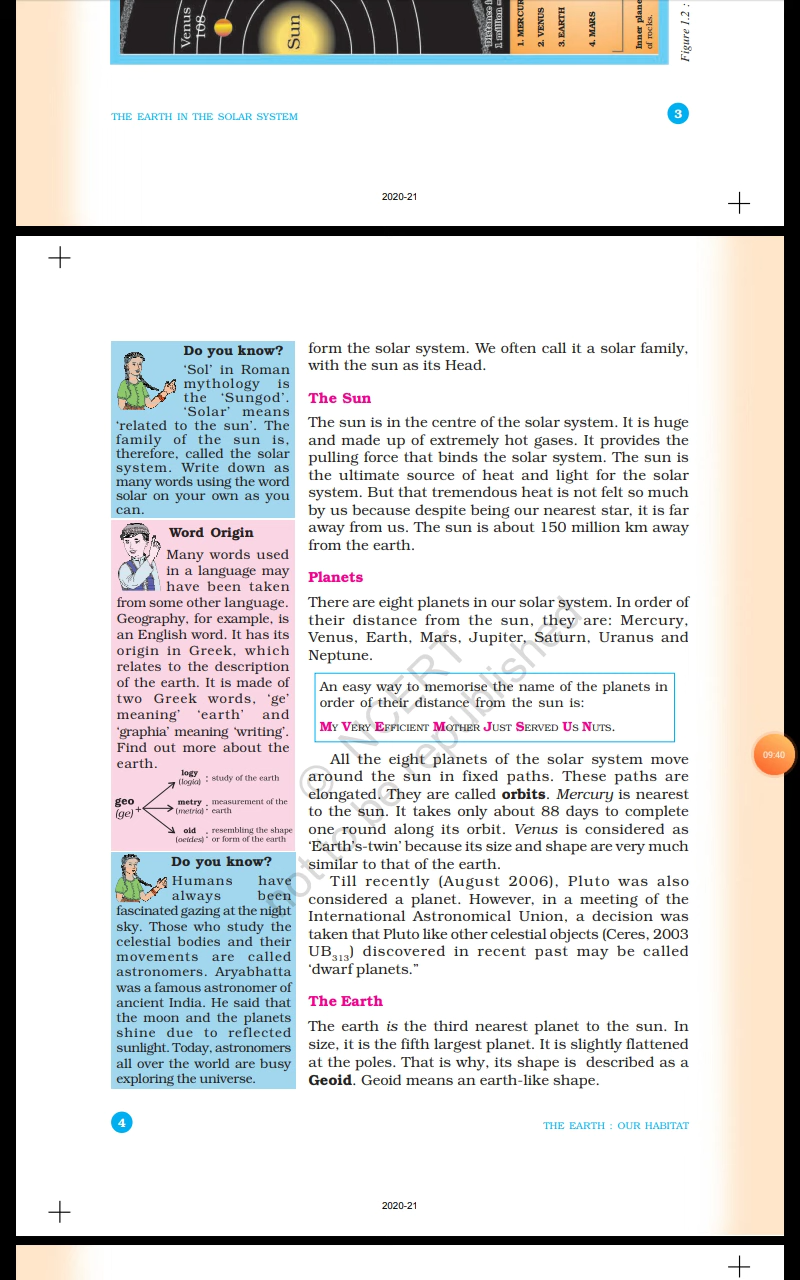 Venus
168
Sun
1. MERCUR
2. VENUS
3. EARTH
4. MARS
Inner plane
of rocks.
Figure 1.2 :
THE EARTH IN THE SOLAR SYSTEM
3
2020-21
Do you know?
‘Sol’ in Roman
mythology is
the ‘Sungod’.
‘Solar’ means
‘related to the sun’. The
family of the sun is,
therefore, called the solar
system. Write down as
many words using the word
solar on your own as you
can.
Word Origin
Many words used
in a language may
have been taken
from some other language.
Geography, for example, is
an English word. It has its
origin in Greek, which
relates to the description
of the earth. It is made of
two Greek words, ‘ge’
meaning’ ‘earth’ and
‘graphia’ meaning ‘writing’.
Find out more about the
earth.
geo
(ge) +
logy
(logia) : study of the earth
metry
(metria) : measurement of the
earth
oid
(oeides) : resembling the shape
or form of the earth
Do you know?
Humans have
always been
fascinated gazing at the night
sky. Those who study the
celestial bodies and their
movements are called
astronomers. Aryabhatta
was a famous astronomer of
ancient India. He said that
the moon and the planets
shine due to reflected
sunlight. Today, astronomers
all over the world are busy
exploring the universe.
form the solar system. We often call it a solar family,
with the sun as its Head.
The Sun
The sun is in the centre of the solar system. It is huge
and made up of extremely hot gases. It provides the
pulling force that binds the solar system. The sun is
the ultimate source of heat and light for the solar
system. But that tremendous heat is not felt so much
by us because despite being our nearest star, it is far
away from us. The sun is about 150 million km away
from the earth.
Planets
There are eight planets in our solar system. In order of
their distance from the sun, they are: Mercury,
Venus, Earth, Mars, Jupiter, Saturn, Uranus and
Neptune.
An easy way to memorise the name of the planets in
order of their distance from the sun is:
MY VERY EFFICIENT MOTHER JUST SERVED US NUTS.
All the eight planets of the solar system move
around the sun in fixed paths. These paths are
elongated. They are called orbits. Mercury is nearest
to the sun. It takes only about 88 days to complete
one round along its orbit. Venus is considered as
‘Earth’s-twin’ because its size and shape are very much
similar to that of the earth.
Till recently (August 2006), Pluto was also
considered a planet. However, in a meeting of the
International Astronomical Union, a decision was
taken that Pluto like other celestial objects (Ceres, 2003
UB313) discovered in recent past may be called
‘dwarf planets.”
The Earth
The earth is the third nearest planet to the sun. In
size, it is the fifth largest planet. It is slightly flattened
at the poles. That is why, its shape is described as a
Geoid. Geoid means an earth-like shape.
© NCERT
not to be republished
09:40
4
THE EARTH : OUR HABITAT
2020-21